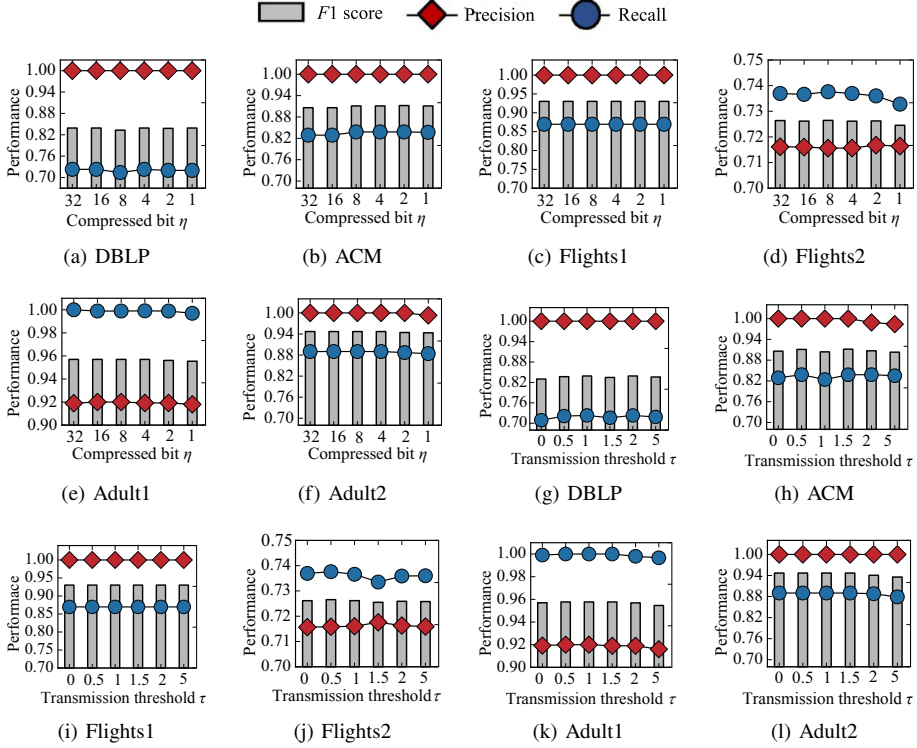 F1 score Precision Recall
Performance
1.00
0.94
0.82
0.76
0.70
32 16 8 4 2 1
Compressed bit η
(a) DBLP
Performance
1.00
0.94
0.88
0.82
0.76
0.70
32 16 8 4 2 1
Compressed bit η
(b) ACM
Performance
1.00
0.95
0.90
0.85
0.70
32 16 8 4 2 1
Compressed bit η
(c) Flights1
Performance
0.75
0.74
0.73
0.72
0.71
0.70
32 16 8 4 2 1
Compressed bit η
(d) Flights2
Performance
1.00
0.98
0.96
0.94
0.92
0.90
32 16 8 4 2 1
Compressed bit η
(e) Adult1
Performance
1.00
0.94
0.88
0.76
0.70
32 16 8 4 2 1
Compressed bit η
(f) Adult2
Performance
1.00
0.94
0.82
0.76
0.70
0 0.5 1 1.5 2 5
Transmission threshold τ
(g) DBLP
Performance
1.00
0.94
0.88
0.82
0.76
0.70
0 0.5 1 1.5 2 5
Transmission threshold τ
(h) ACM
Performance
1.00
0.95
0.90
0.85
0.80
0.75
0.70
0 0.5 1 1.5 2 5
Transmission threshold τ
(i) Flights1
Performance
0.75
0.74
0.73
0.72
0.71
0.70
0 0.5 1 1.5 2 5
Transmission threshold τ
(j) Flights2
Performance
1.00
0.98
0.96
0.94
0.92
0.90
0 0.5 1 1.5 2 5
Transmission threshold τ
(k) Adult1
Performance
1.00
0.94
0.88
0.76
0.70
0 0.5 1 1.5 2 5
Transmission threshold τ
(l) Adult2